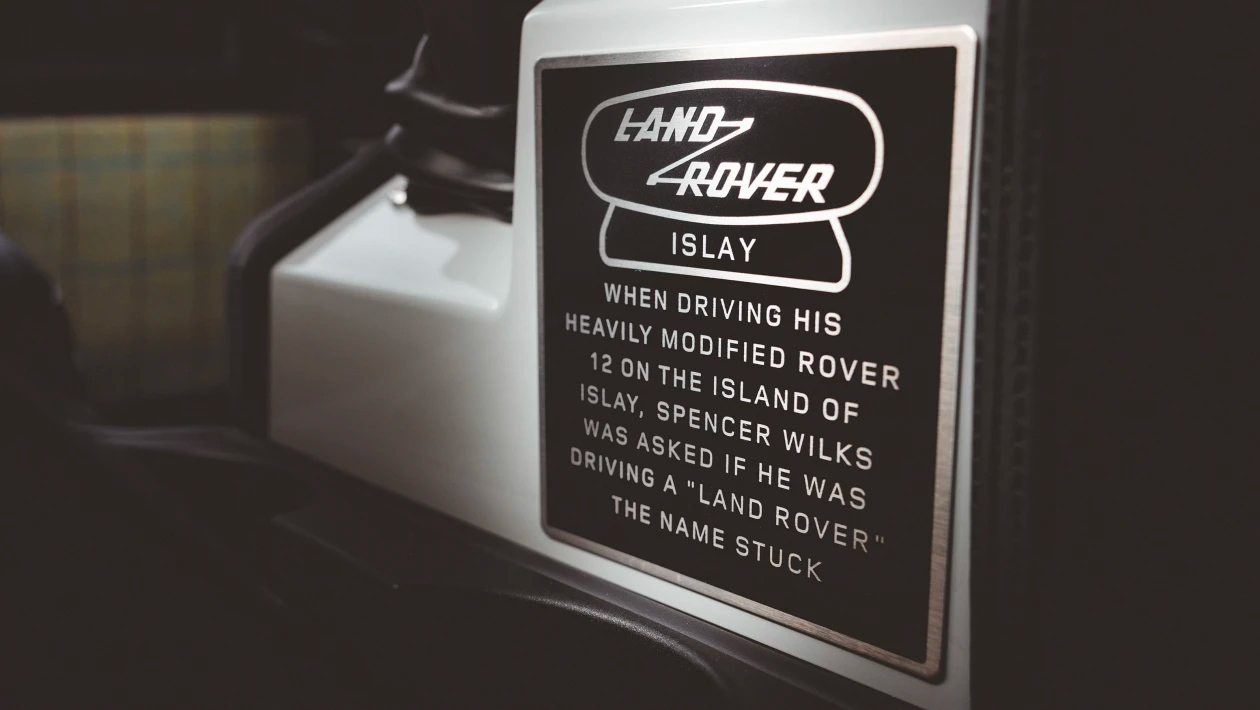 LAND
ROVER
ISLAY
WHEN DRIVING HIS
HEAVILY MODIFIED ROVER
12 ON THE ISLAND OF
ISLAY, SPENCER WILKS
WAS ASKED IF HE WAS
DRIVING A "LAND ROVER"
THE NAME STUCK